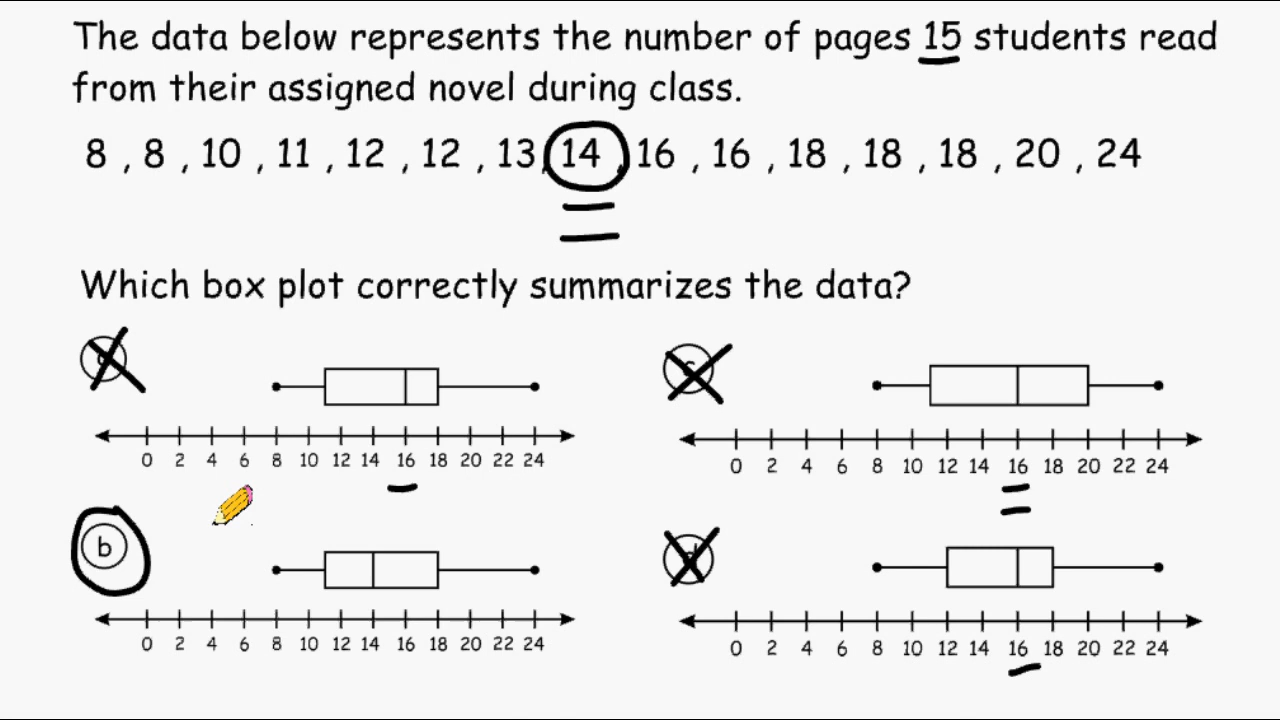 The data below represents the number of pages 15 students read
from their assigned novel during class.
8 , 8 , 10 , 11 , 12 , 12 , 13 , 14 , 16 , 16 , 18 , 18 , 18 , 20 , 24
Which box plot correctly summarizes the data?
0 2 4 6 8 10 12 14 16 18 20 22 24
c
0 2 4 6 8 10 12 14 16 18 20 22 24
b
0 2 4 6 8 10 12 14 16 18 20 22 24
d
0 2 4 6 8 10 12 14 16 18 20 22 24